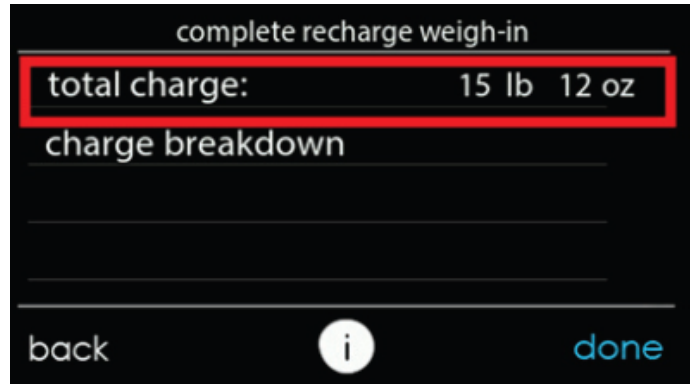 complete recharge weigh-in
total charge: 15 lb 12 oz
charge breakdown
back i done